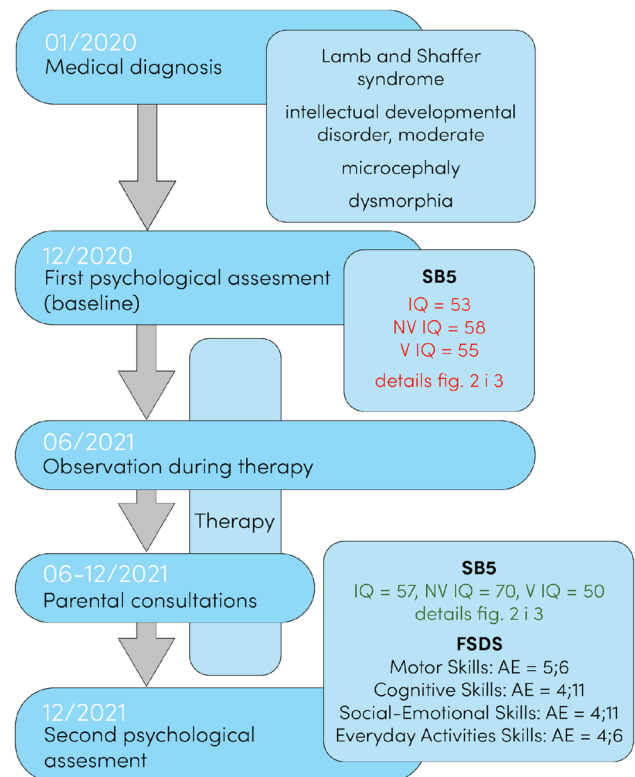 01/2020
Medical diagnosis
Lamb and Shaffer
syndrome
intellectual developmental
disorder, moderate
microcephaly
dysmorphia
12/2020
First psychological assesment
(baseline)
SB5
IQ = 53
NV IQ = 58
V IQ = 55
details fig. 2 i 3
06/2021
Observation during therapy
Therapy
06-12/2021
Parental consultations
SB5
IQ = 57, NV IQ = 70, V IQ = 50
details fig. 2 i 3
FSDS
Motor Skills: AE = 5;6
Cognitive Skills: AE = 4;11
Social-Emotional Skills: AE = 4;11
Everyday Activities Skills: AE = 4;6
12/2021
Second psychological
assesment